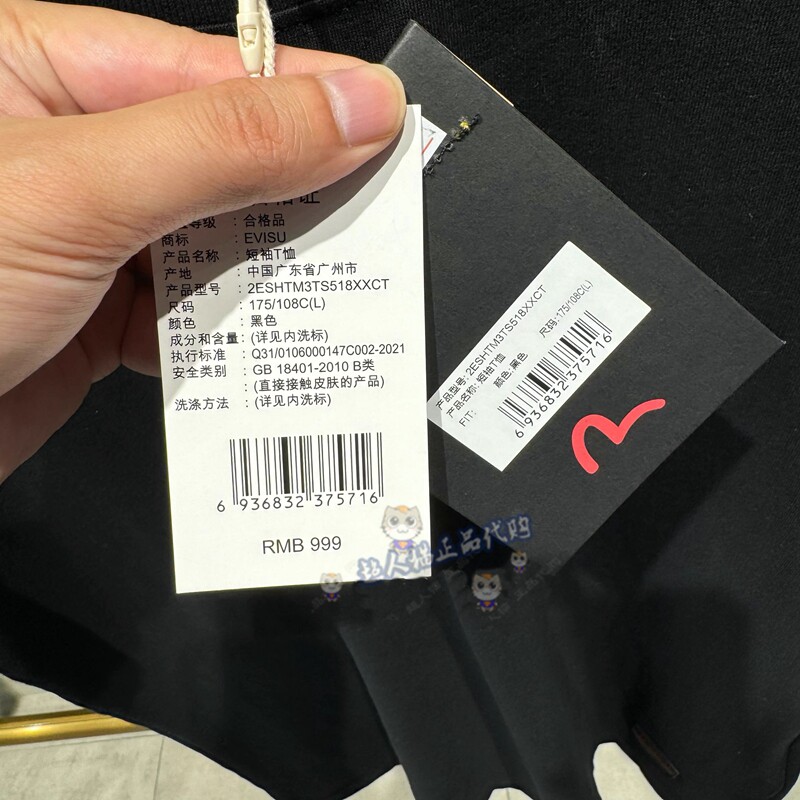 合格证
等级 : 合格品
商标 : EVISU
产品名称 : 短袖T恤
产地 : 中国广东省广州市
产品型号 : 2ESHTM3TS518XXCT
尺码 : 175/108C(L)
颜色 : 黑色
成分和含量 : (详见内洗标)
执行标准 : Q31/0106000147C002-2021
安全类别 : GB 18401-2010 B类
: (直接接触皮肤的产品)
洗涤方法 : (详见内洗标)
6 936832 375716
RMB 999
产品型号: 2ESHTM3TS518XXCT
产品名称: 短袖T恤 尺码: 175/108C(L)
颜色: 黑色
FIT:
6 936832 375716
超人猫正品代购